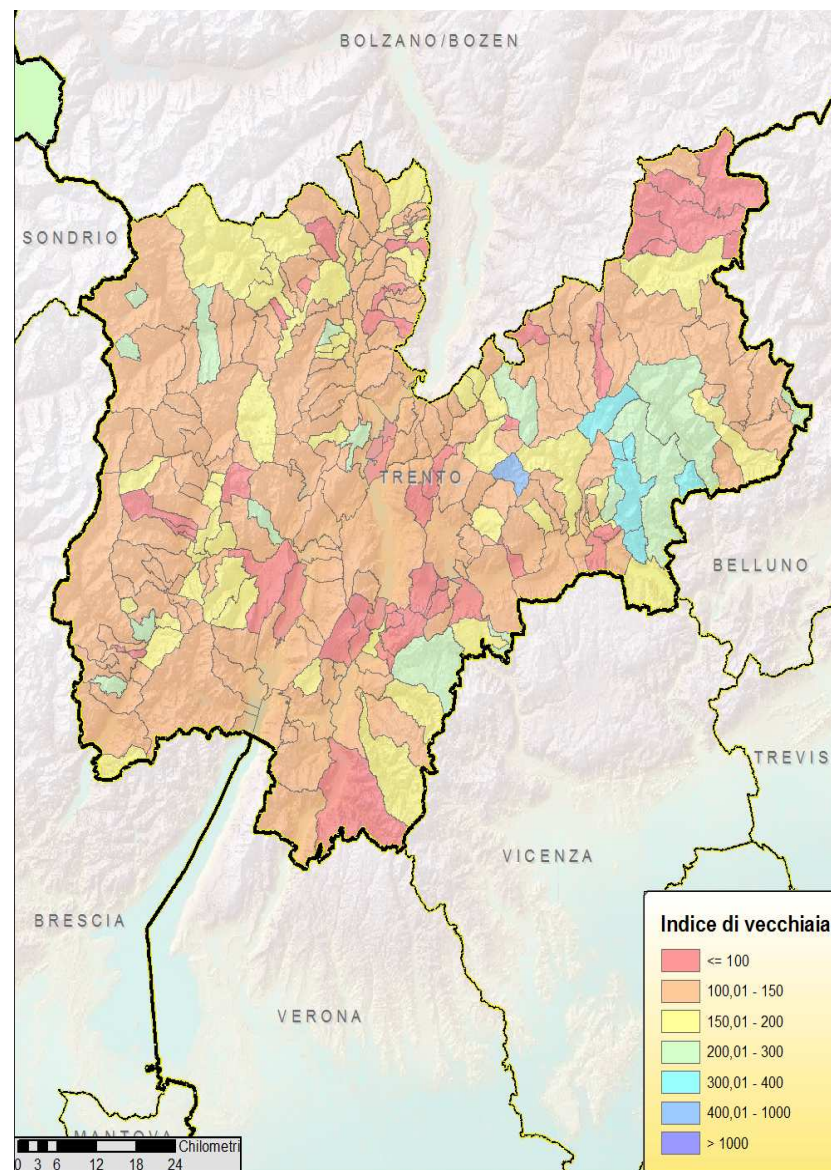 BOLZANO/BOZEN
SONDRIO
TRENTO
BELLUNO
TREVIS
VICENZA
BRESCIA
VERONA
MANTOVA
Indice di vecchiaia
<= 100
100,01 - 150
150,01 - 200
200,01 - 300
300,01 - 400
400,01 - 1000
> 1000
Chilometri
0 3 6 12 18 24